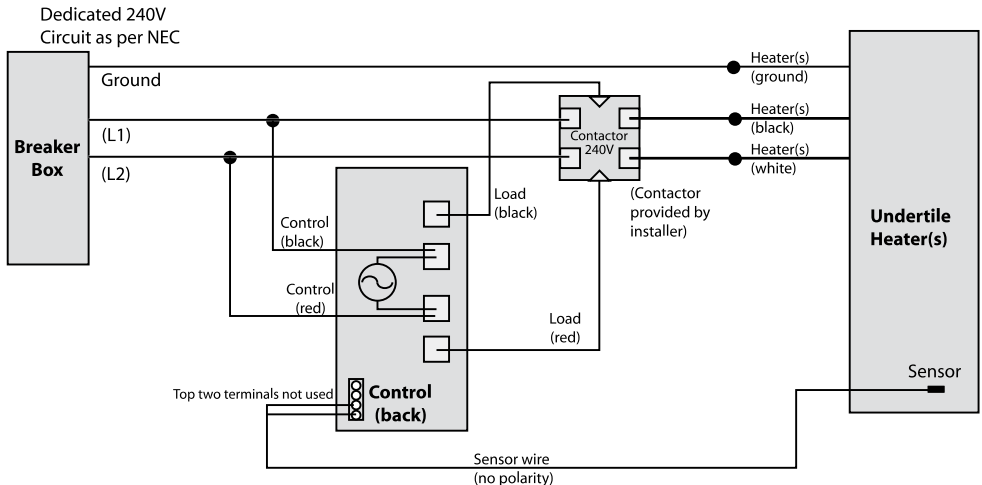 Dedicated 240V
Circuit as per NEC
Breaker
Box
Ground
(L1)
(L2)
Heater(s)
(ground)
Heater(s)
(black)
Heater(s)
(white)
Contactor
240V
(Contactor
provided by
installer)
Load
(black)
Control
(black)
Control
(red)
Load
(red)
Undertile
Heater(s)
Sensor
Top two terminals not used
Control
(back)
Sensor wire
(no polarity)